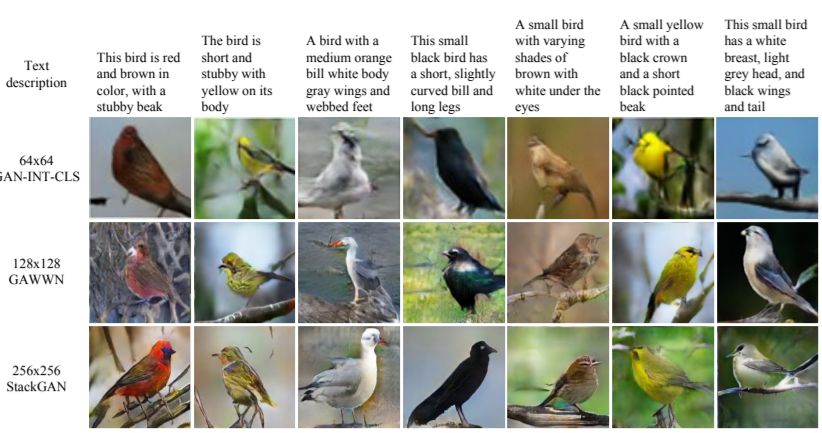 Text
description
This bird is red
and brown in
color, with a
stubby beak
The bird is
short and
stubby with
yellow on its
body
A bird with a
medium orange
bill white body
gray wings and
webbed feet
This small
black bird has
a short, slightly
curved bill and
long legs
A small bird
with varying
shades of
brown with
white under the
eyes
A small yellow
bird with a
black crown
and a short
black pointed
beak
This small bird
has a white
breast, light
grey head, and
black wings
and tail
64x64
GAN-INT-CLS
128x128
GAWWN
256x256
StackGAN